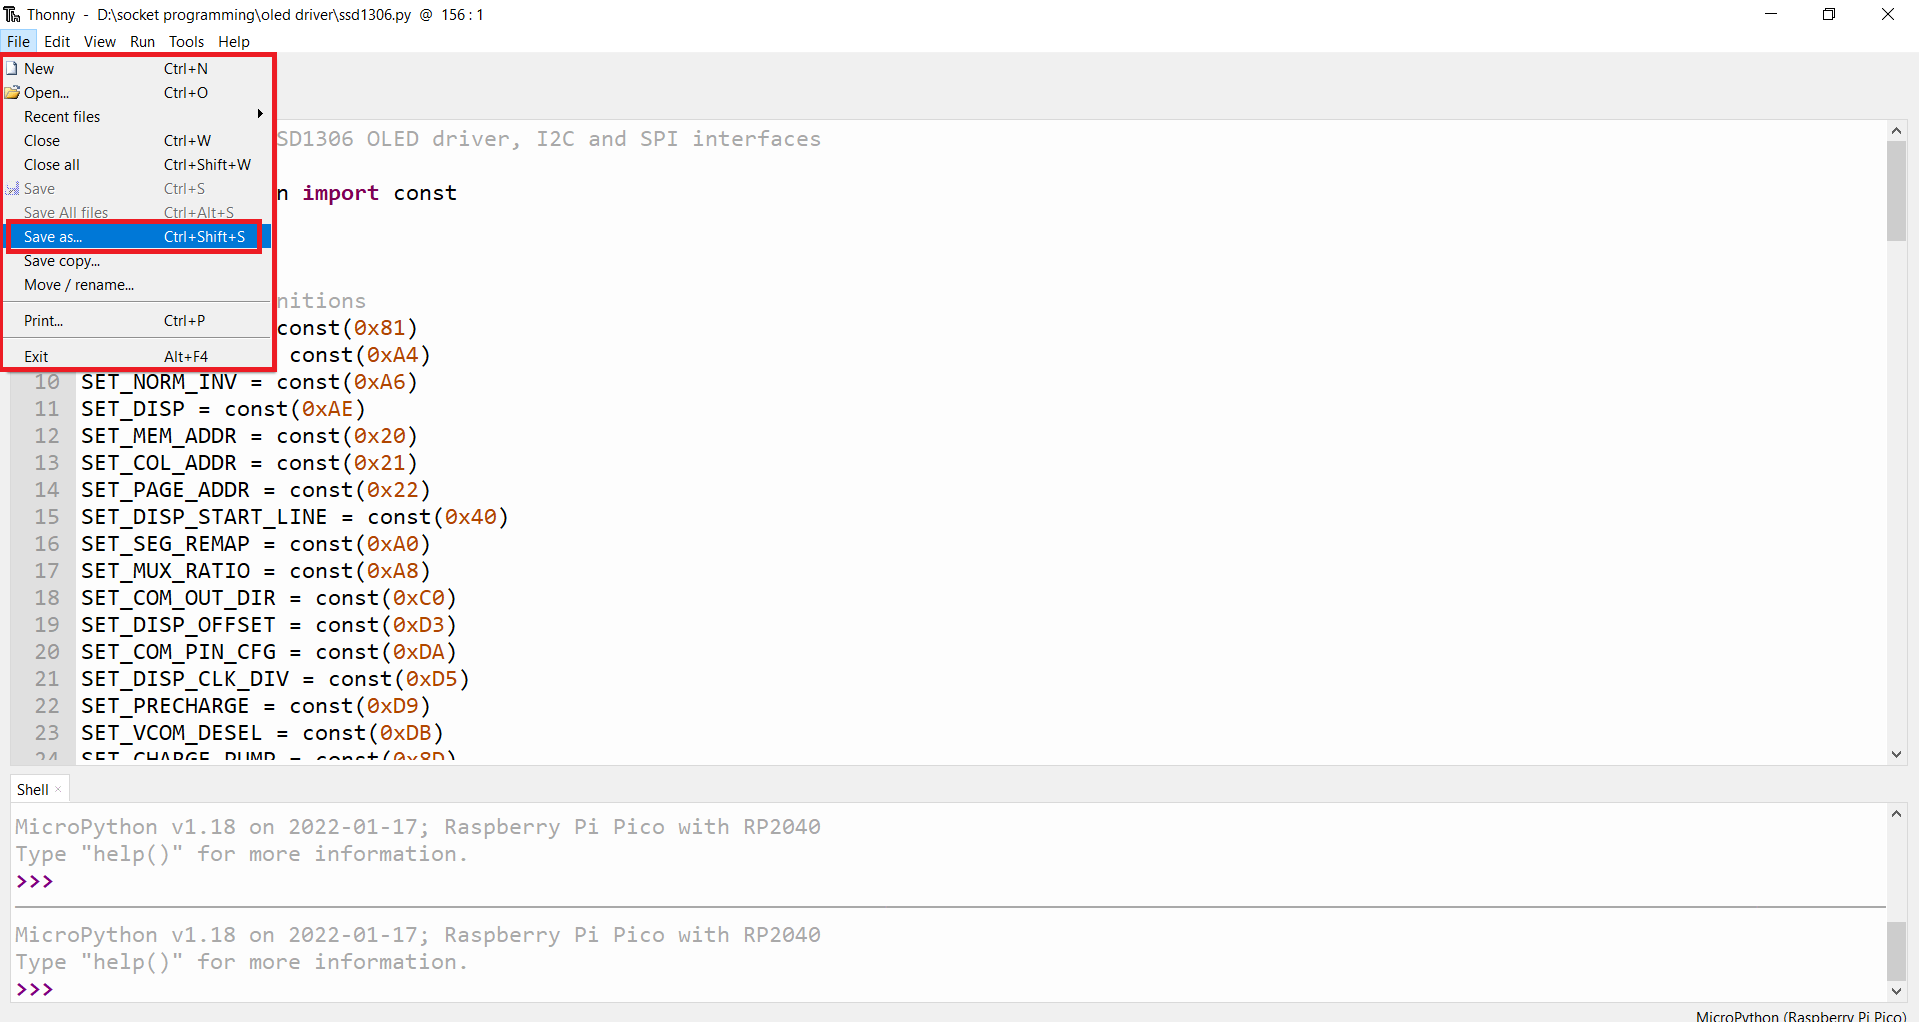 Thonny - D:\socket programming\oled driver\ssd1306.py @ 156 : 1
File Edit View Run Tools Help
New Ctrl+N
Open... Ctrl+O
Recent files
Close Ctrl+W
Close all Ctrl+Shift+W
Save Ctrl+S
Save All files Ctrl+Alt+S
Save as... Ctrl+Shift+S
Save copy...
Move / rename...
Print... Ctrl+P
Exit Alt+F4
SD1306 OLED driver, I2C and SPI interfaces
n import const
nitions
const(0x81)
const(0xA4)
10 SET_NORM_INV = const(0xA6)
11 SET_DISP = const(0xAE)
12 SET_MEM_ADDR = const(0x20)
13 SET_COL_ADDR = const(0x21)
14 SET_PAGE_ADDR = const(0x22)
15 SET_DISP_START_LINE = const(0x40)
16 SET_SEG_REMAP = const(0xA0)
17 SET_MUX_RATIO = const(0xA8)
18 SET_COM_OUT_DIR = const(0xC0)
19 SET_DISP_OFFSET = const(0xD3)
20 SET_COM_PIN_CFG = const(0xDA)
21 SET_DISP_CLK_DIV = const(0xD5)
22 SET_PRECHARGE = const(0xD9)
23 SET_VCOM_DESEL = const(0xDB)
24 SET_CHARGE_PUMP = const(0x8D)
Shell
MicroPython v1.18 on 2022-01-17; Raspberry Pi Pico with RP2040
Type "help()" for more information.
>>>
MicroPython v1.18 on 2022-01-17; Raspberry Pi Pico with RP2040
Type "help()" for more information.
>>>
MicroPython (Raspberry Pi Pico)